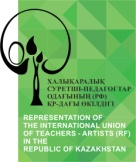 ХАЛЫҚАРАЛЫҚ
СУРЕТШІ-ПЕДАГОГТАР
ОДАҒЫНЫҢ (РФ)
ҚР-ДАҒЫ ӨКІЛДІГІ
REPRESENTATION OF
THE INTERNATIONAL UNION
OF TEACHERS - ARTISTS (RF)
IN THE
REPUBLIC OF KAZAKHSTAN